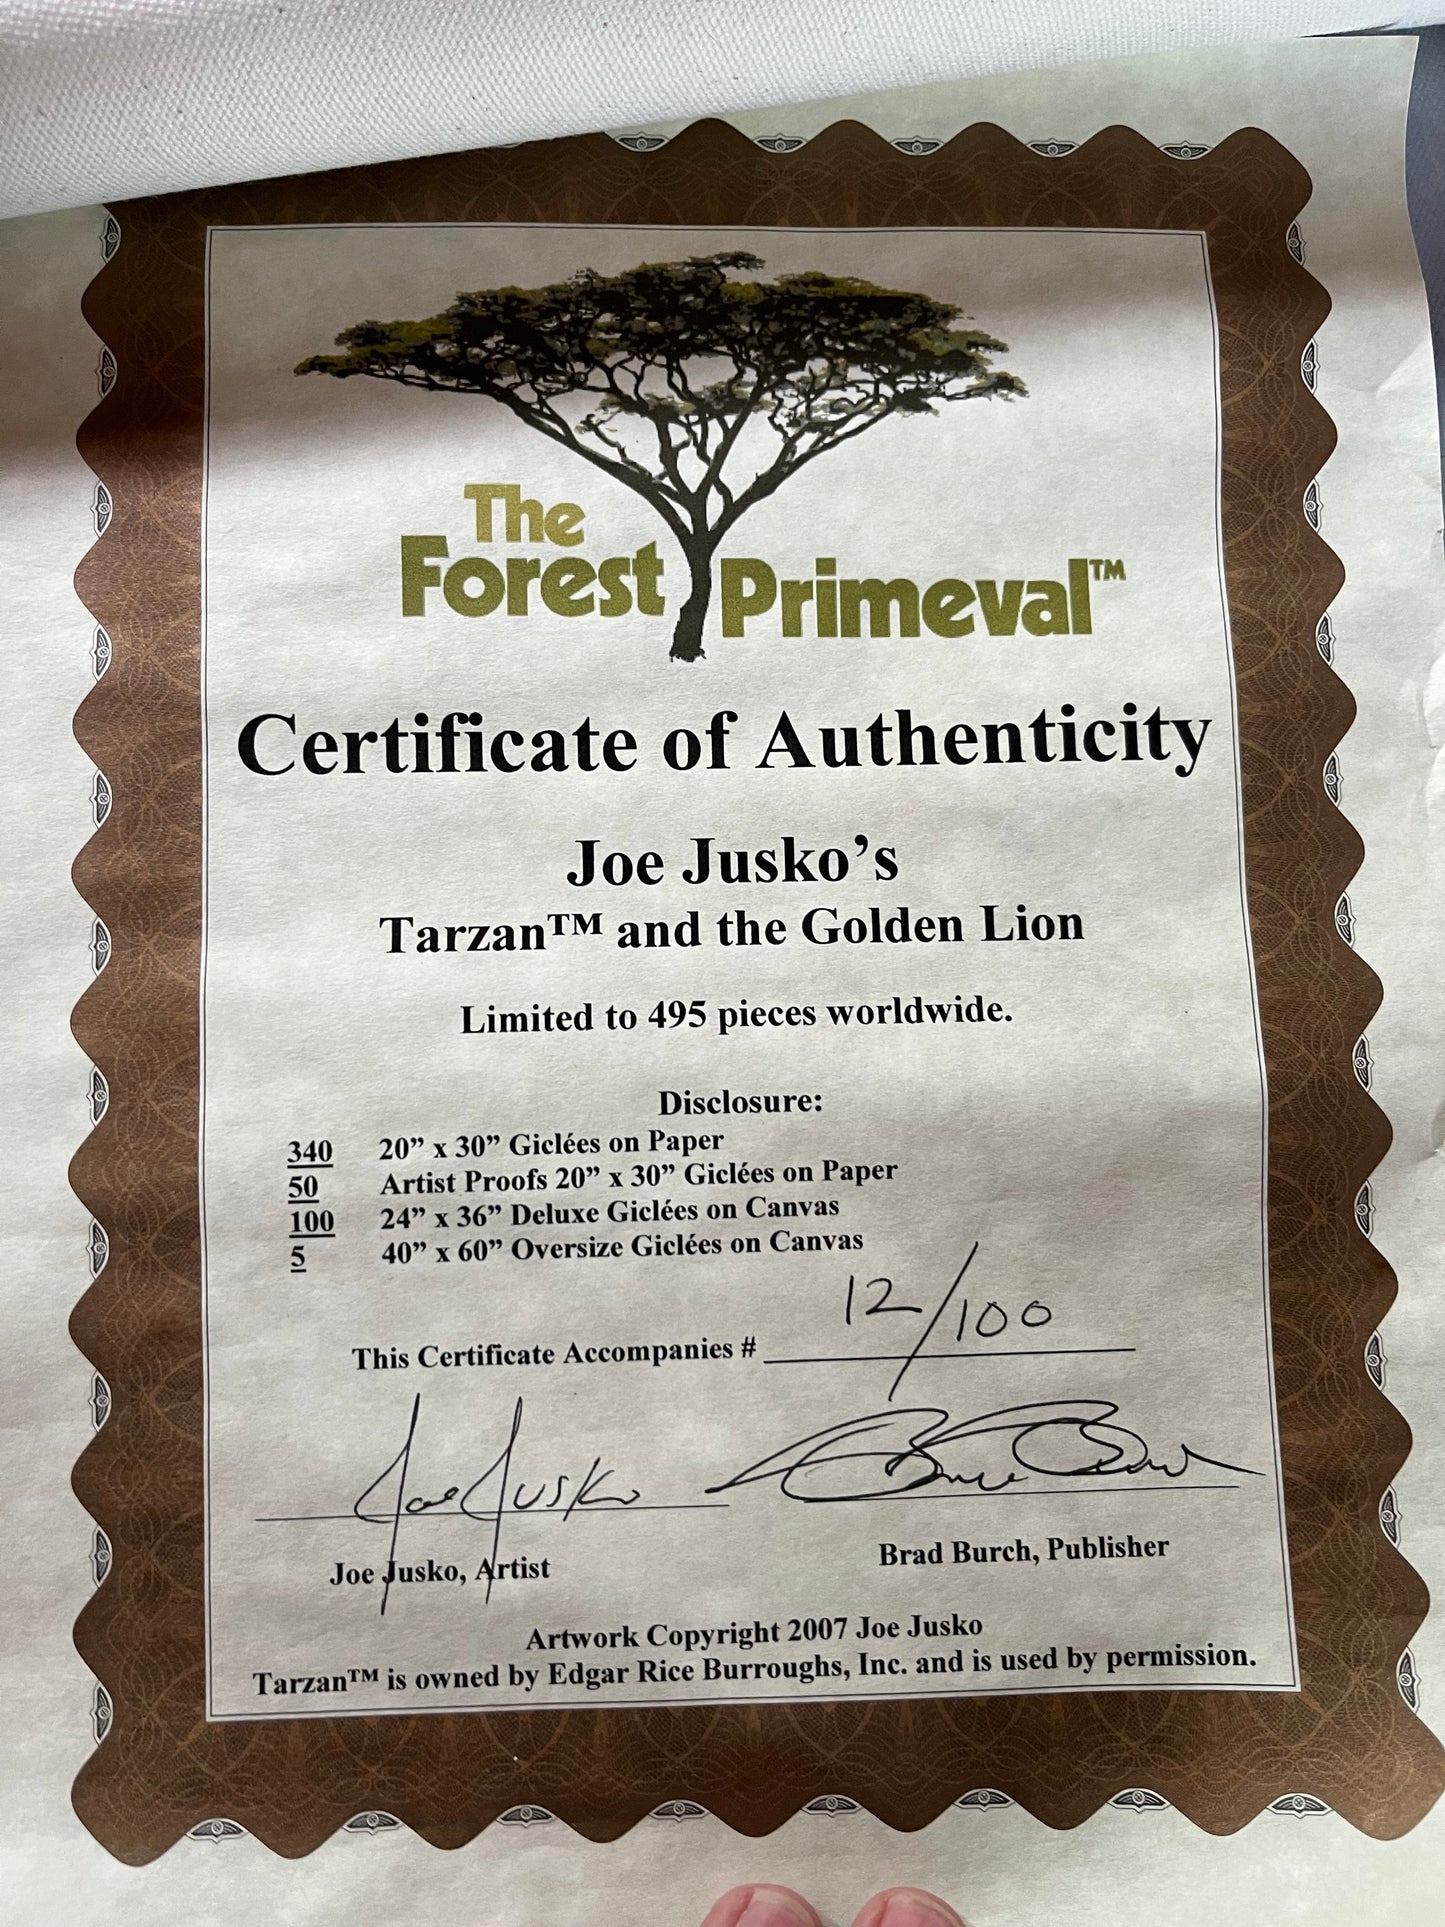 The
Forest Primeval™
Certificate of Authenticity
Joe Jusko’s
Tarzan™ and the Golden Lion
Limited to 495 pieces worldwide.
Disclosure:
340 20” x 30” Giclées on Paper
50 Artist Proofs 20” x 30” Giclées on Paper
100 24” x 36” Deluxe Giclées on Canvas
5 40” x 60” Oversize Giclées on Canvas
This Certificate Accompanies # 12/100
Joe Jusko
Joe Jusko, Artist
Brad Burch, Publisher
Artwork Copyright 2007 Joe Jusko
Tarzan™ is owned by Edgar Rice Burroughs, Inc. and is used by permission.